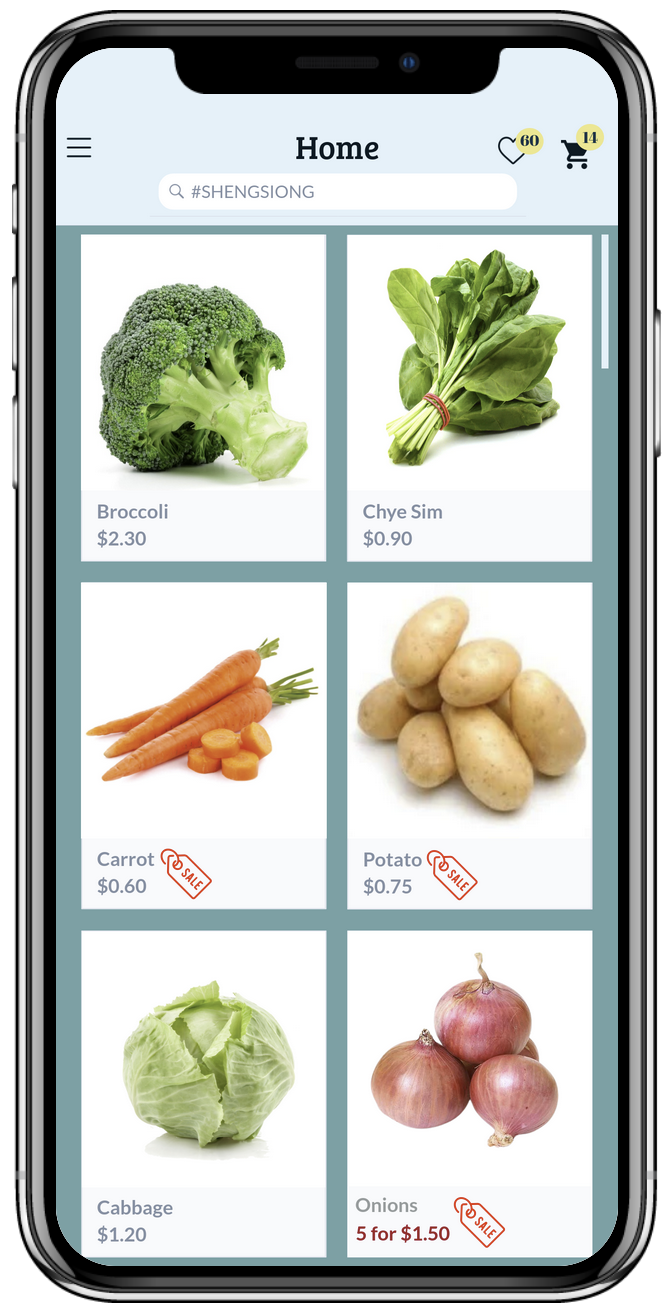 Home
60
14
#SHENGSIONG
Broccoli
$2.30
Chye Sim
$0.90
Carrot
SALE
$0.60
Potato
SALE
$0.75
Cabbage
$1.20
Onions
SALE
5 for $1.50